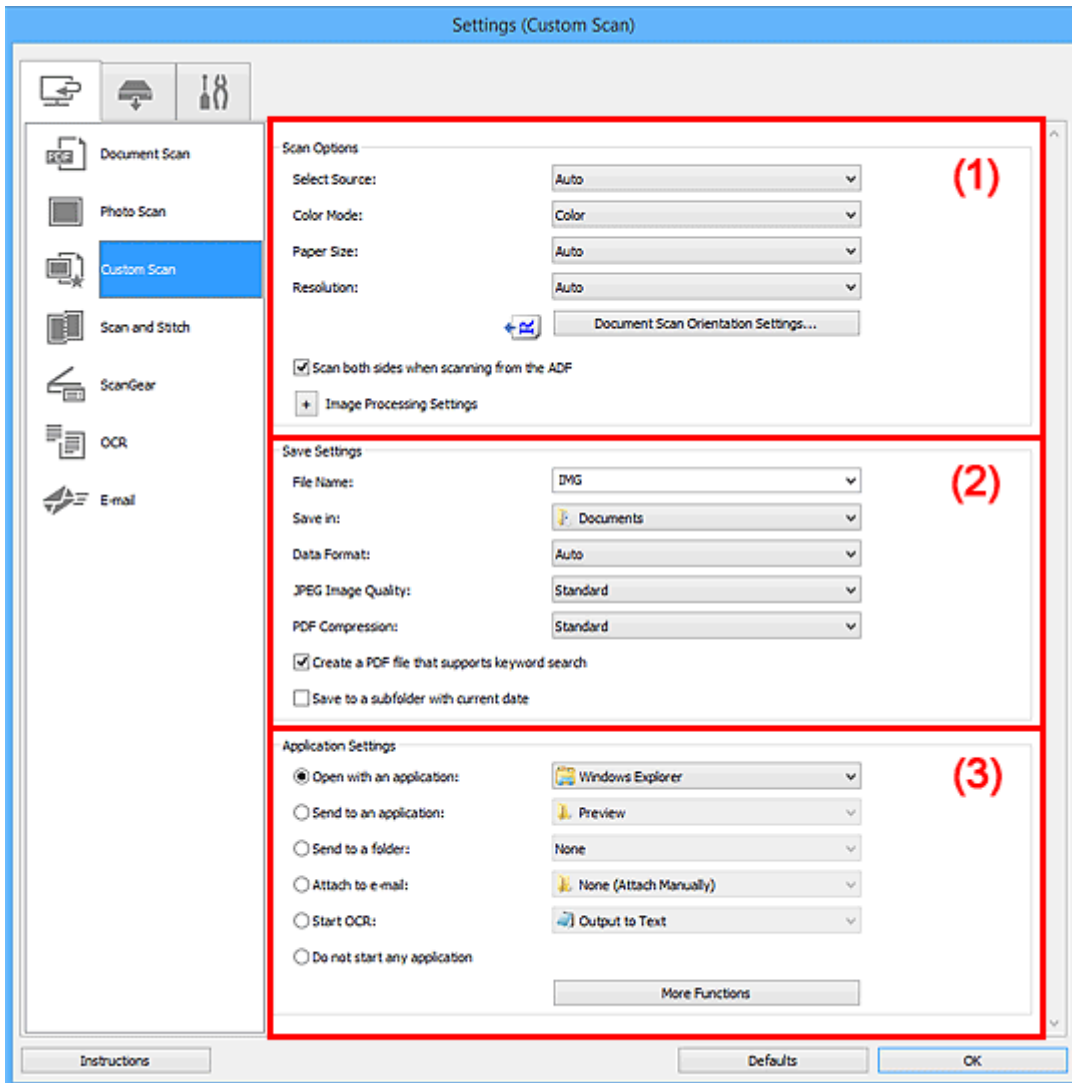 Settings (Custom Scan)
Document Scan
Photo Scan
Custom Scan
Scan and Stitch
ScanGear
OCR
E-mail
Scan Options
(1)
Select Source: Auto
Color Mode: Color
Paper Size: Auto
Resolution: Auto
Document Scan Orientation Settings...
Scan both sides when scanning from the ADF
+ Image Processing Settings
Save Settings
(2)
File Name: IMG
Save in: Documents
Data Format: Auto
JPEG Image Quality: Standard
PDF Compression: Standard
Create a PDF file that supports keyword search
Save to a subfolder with current date
Application Settings
(3)
Open with an application: Windows Explorer
Send to an application: Preview
Send to a folder: None
Attach to e-mail: None (Attach Manually)
Start OCR: Output to Text
Do not start any application
More Functions
Instructions Defaults OK